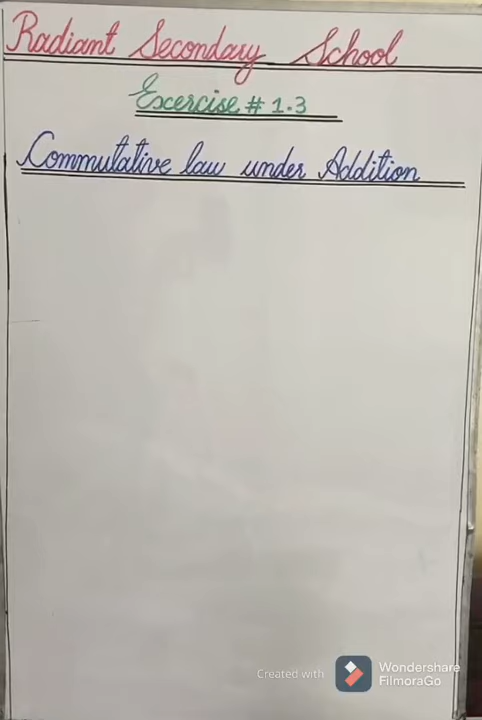 Radiant Secondary School
Excercise # 1.3
Commutative law under Addition
Created with
Wondershare
FilmoraGo